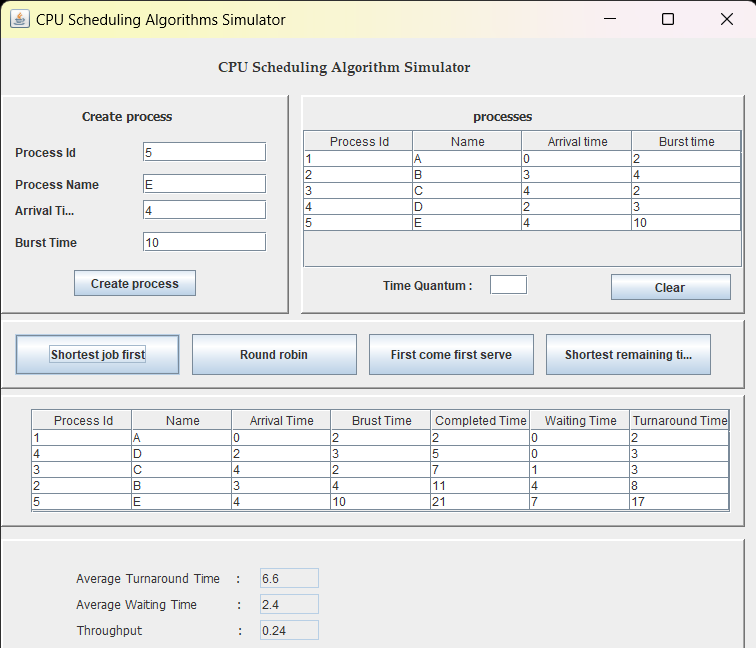 CPU Scheduling Algorithms Simulator
CPU Scheduling Algorithm Simulator
Create process
Process Id 5
Process Name E
Arrival Ti... 4
Burst Time 10
Create process
processes
Process Id Name Arrival time Burst time
1 A 0 2
2 B 3 4
3 C 4 2
4 D 2 3
5 E 4 10
Time Quantum : Clear
Shortest job first Round robin First come first serve Shortest remaining ti...
Process Id Name Arrival Time Brust Time Completed Time Waiting Time Turnaround Time
1 A 0 2 2 0 2
4 D 2 3 5 0 3
3 C 4 2 7 1 3
2 B 3 4 11 4 8
5 E 4 10 21 7 17
Average Turnaround Time : 6.6
Average Waiting Time : 2.4
Throughput : 0.24